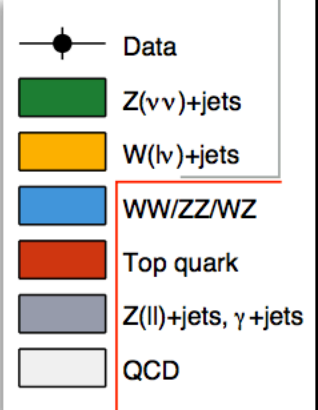 Data
Z(νν)+jets
W(lν)+jets
WW/ZZ/WZ
Top quark
Z(ll)+jets, γ+jets
QCD